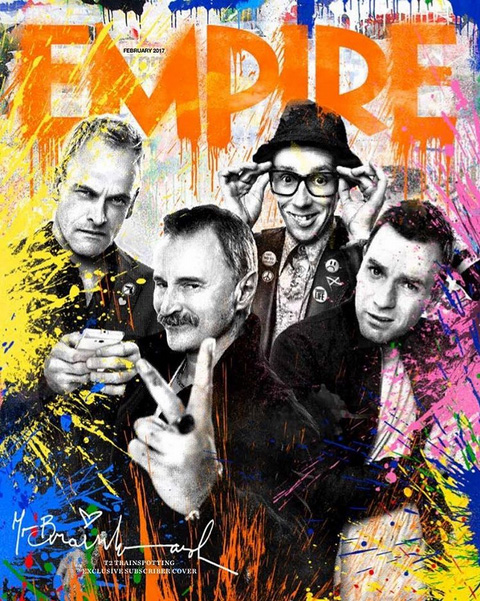 EMPIRE
FEBRUARY 2017
T2 TRAINSPOTTING
EXCLUSIVE SUBSCRIBER COVER